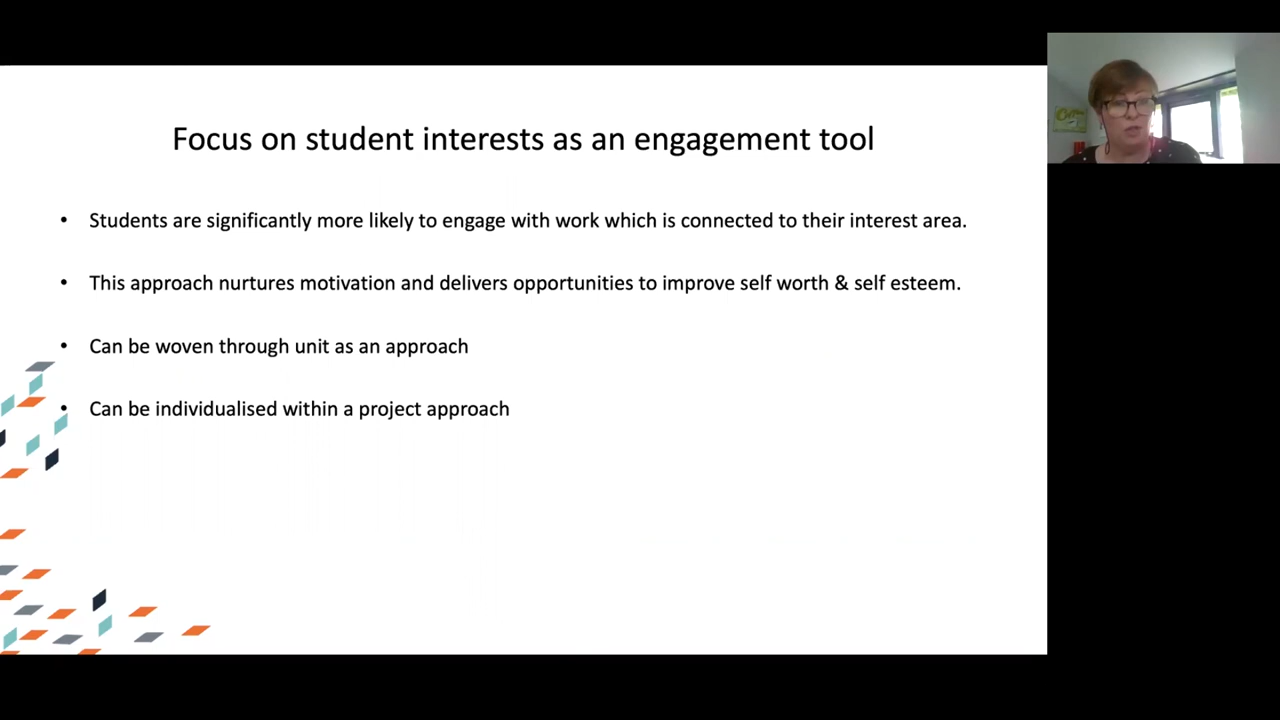 Focus on student interests as an engagement tool
• Students are significantly more likely to engage with work which is connected to their interest area.
• This approach nurtures motivation and delivers opportunities to improve self worth & self esteem.
• Can be woven through unit as an approach
• Can be individualised within a project approach